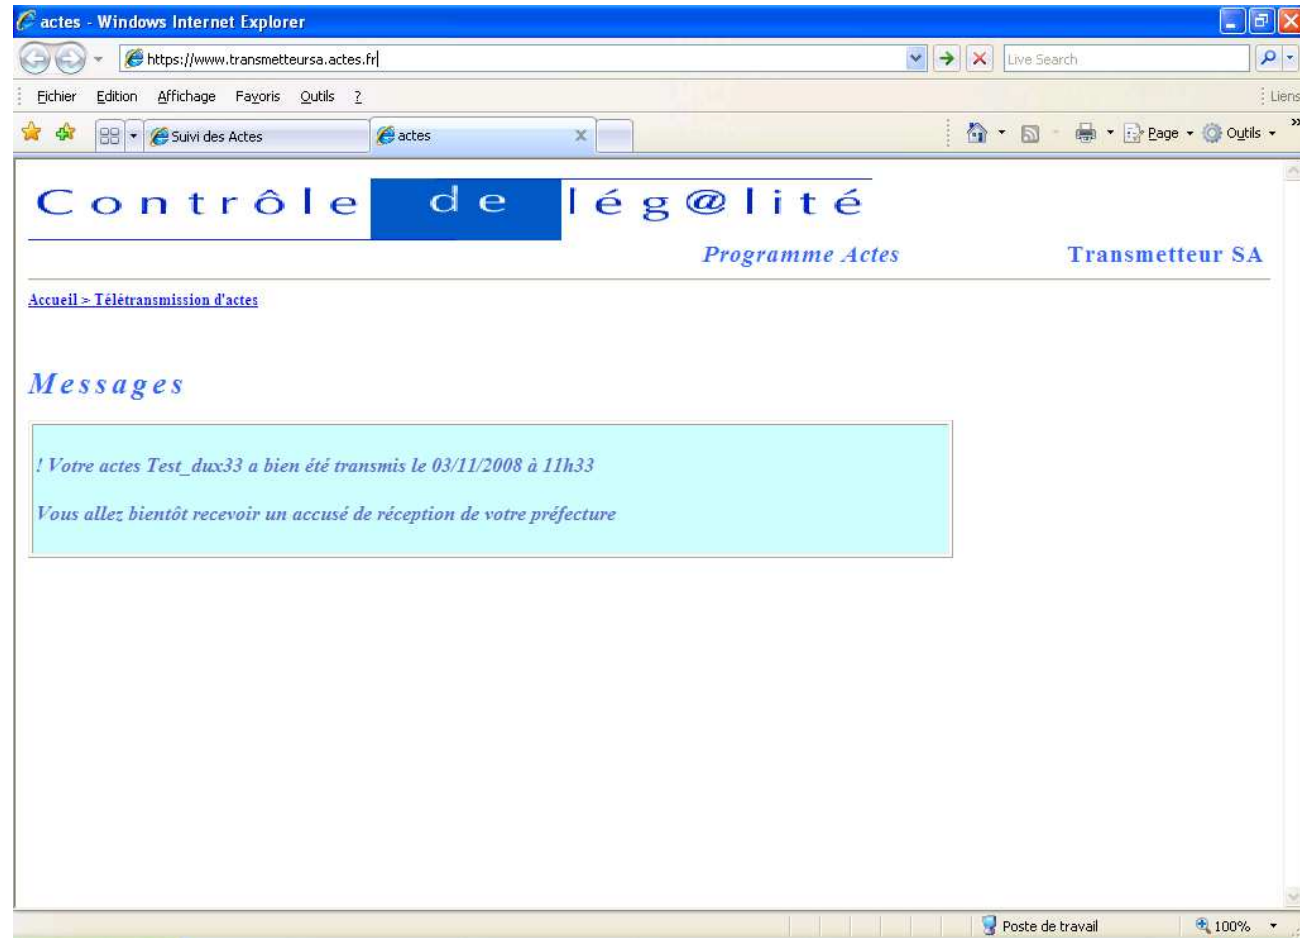 actes - Windows Internet Explorer
https://www.transmetteursa.actes.fr
Live Search
Fichier Edition Affichage Favoris Outils ?
Liens
Suivi des Actes
actes
Page
Outils
»
Contrôle de lég@lité
Programme Actes
Transmetteur SA
Accueil > Télétransmission d'actes
Messages
! Votre actes Test_dux33 a bien été transmis le 03/11/2008 à 11h33
Vous allez bientôt recevoir un accusé de réception de votre préfecture
Poste de travail
100%